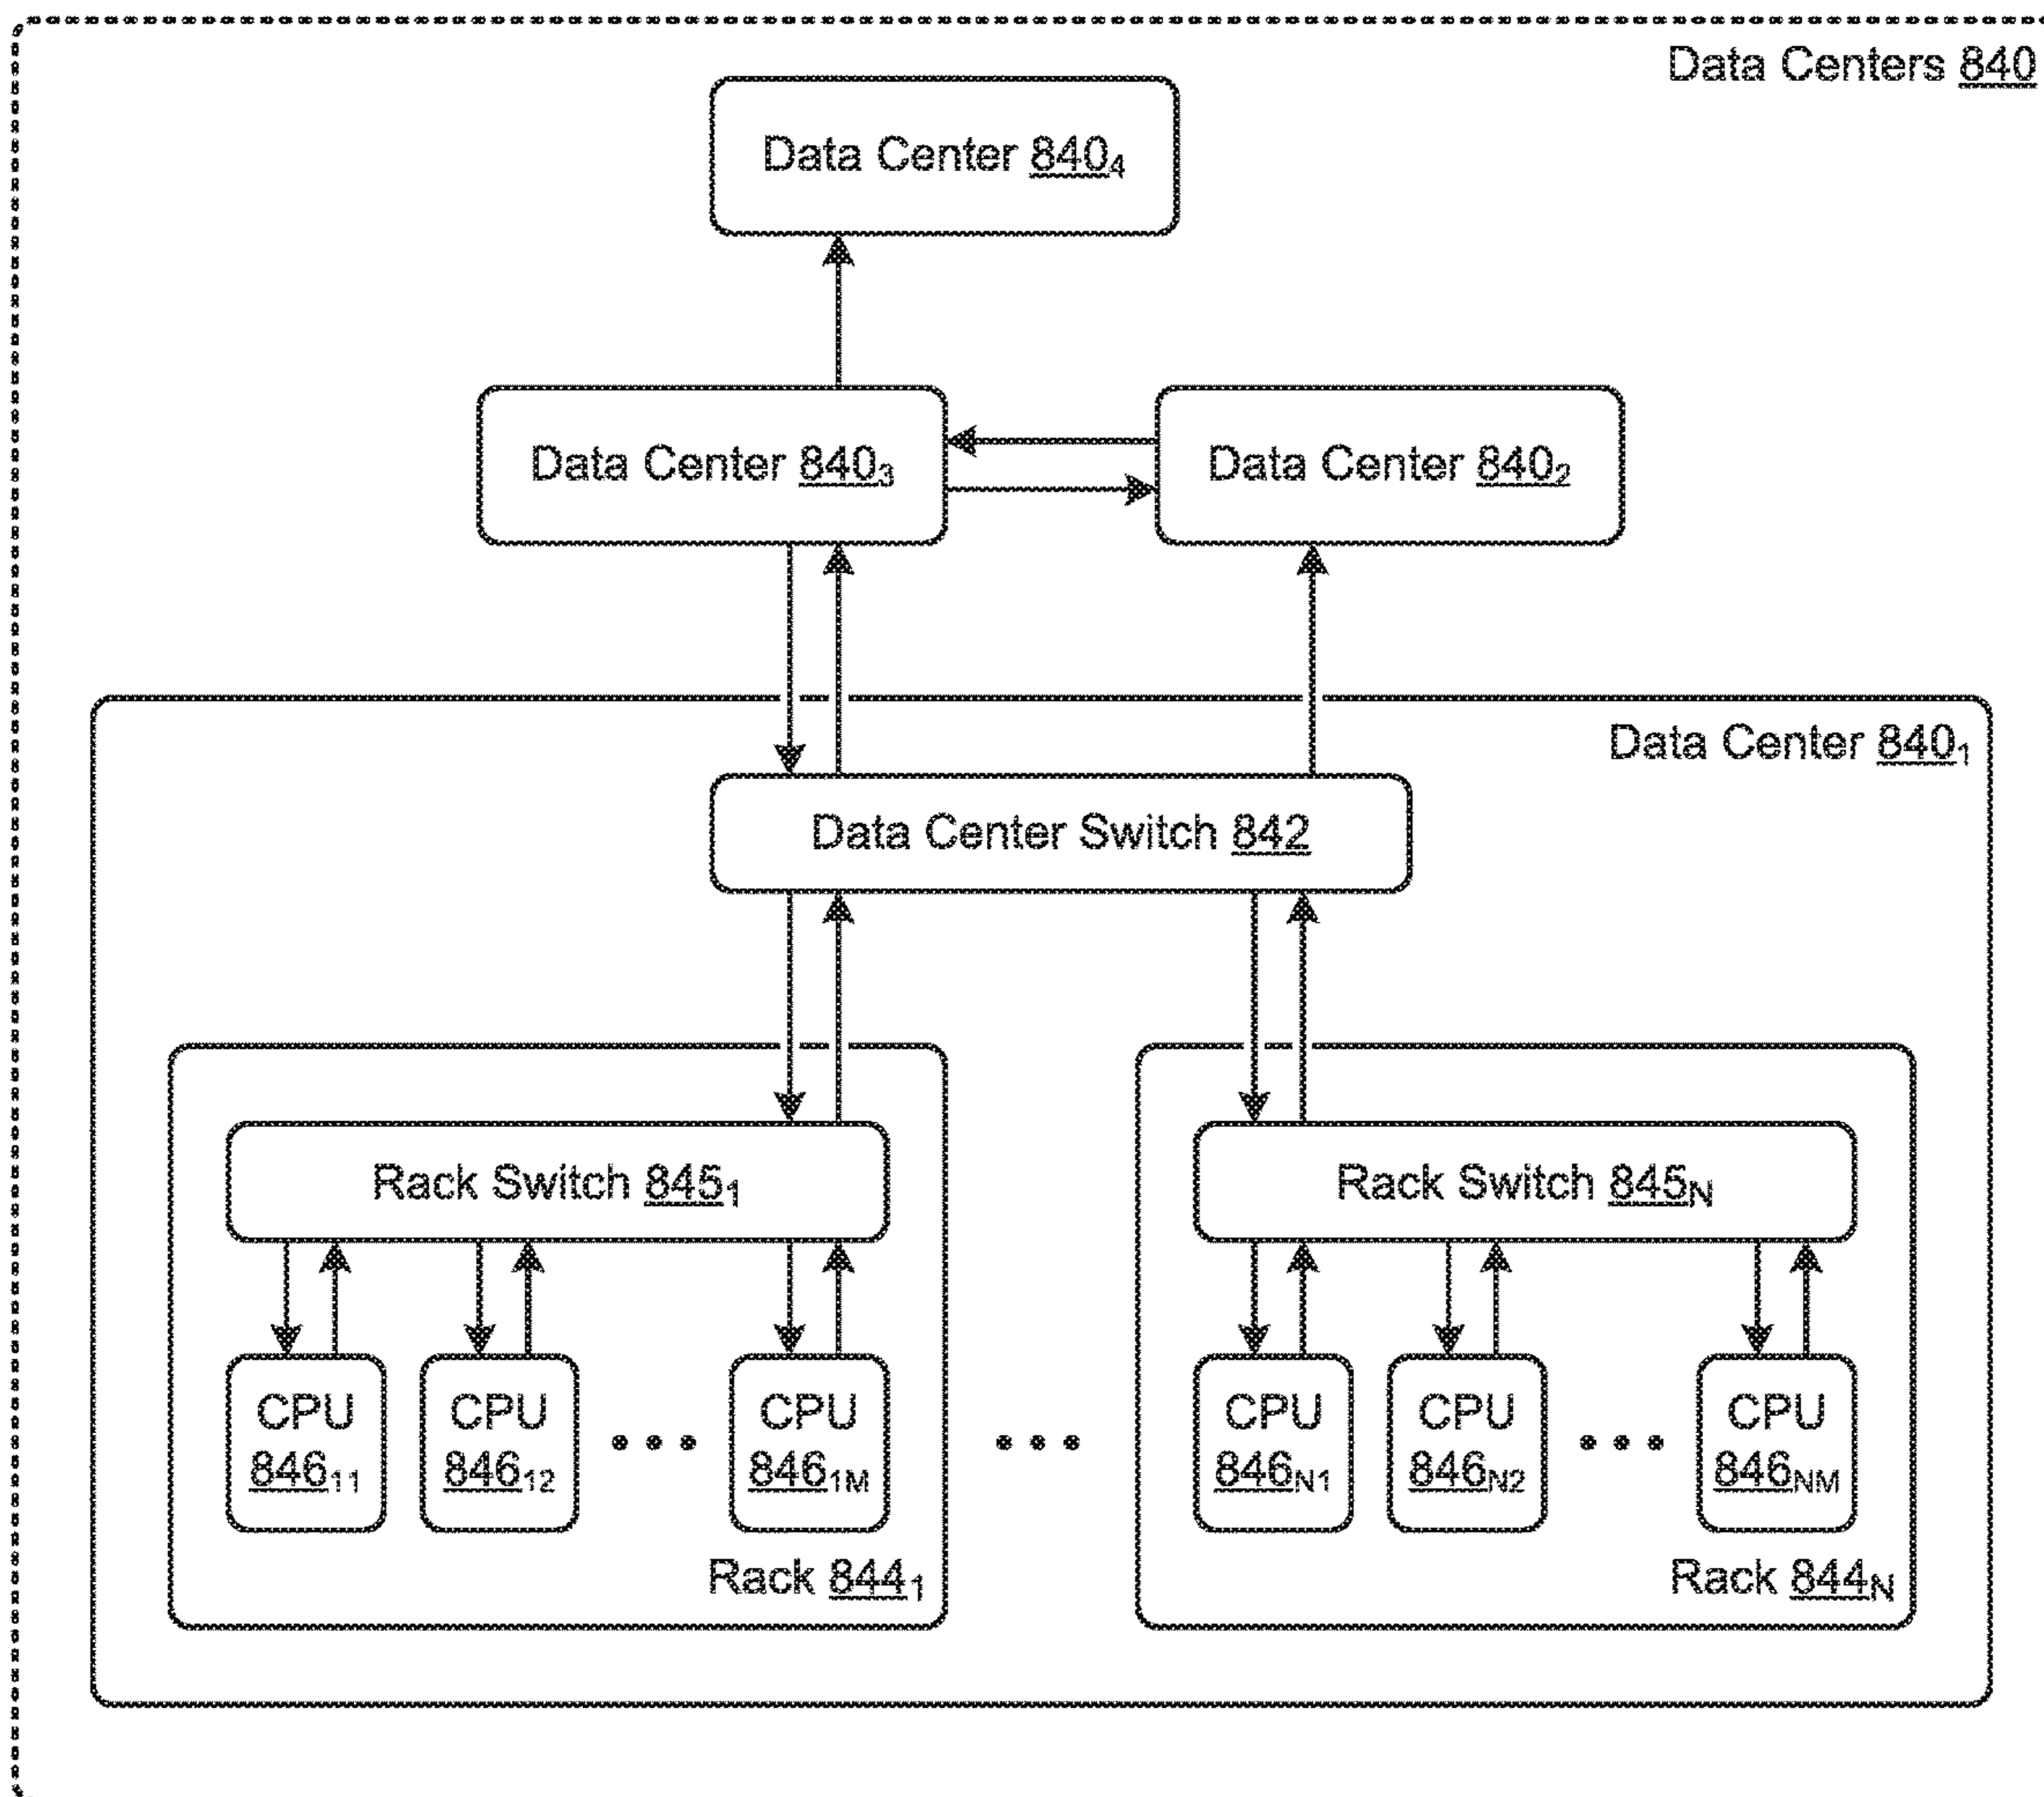 Data Centers 840
Data Center 840₄
Data Center 840₃
Data Center 840₂
Data Center 840₁
Data Center Switch 842
Rack Switch 845₁
Rack Switch 845N
CPU
846₁₁
CPU
846₁₂
CPU
846₁M
CPU
846N₁
CPU
846N₂
CPU
846NM
Rack 844₁
Rack 844N